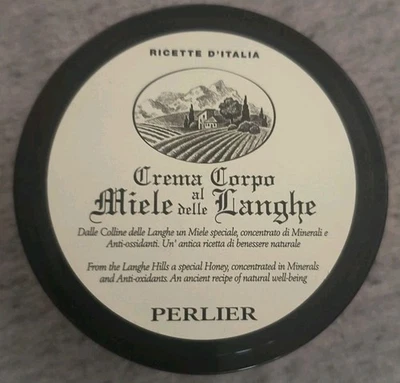 RICETTE D'ITALIA
Crema Corpo
al
Miele delle Langhe
Dalle Colline delle Langhe un Miele speciale, concentrato di Minerali e
Anti-ossidanti. Un' antica ricetta di benessere naturale
From the Langhe Hills a special Honey, concentrated in Minerals
and Anti-oxidants. An ancient recipe of natural well-being
PERLIER